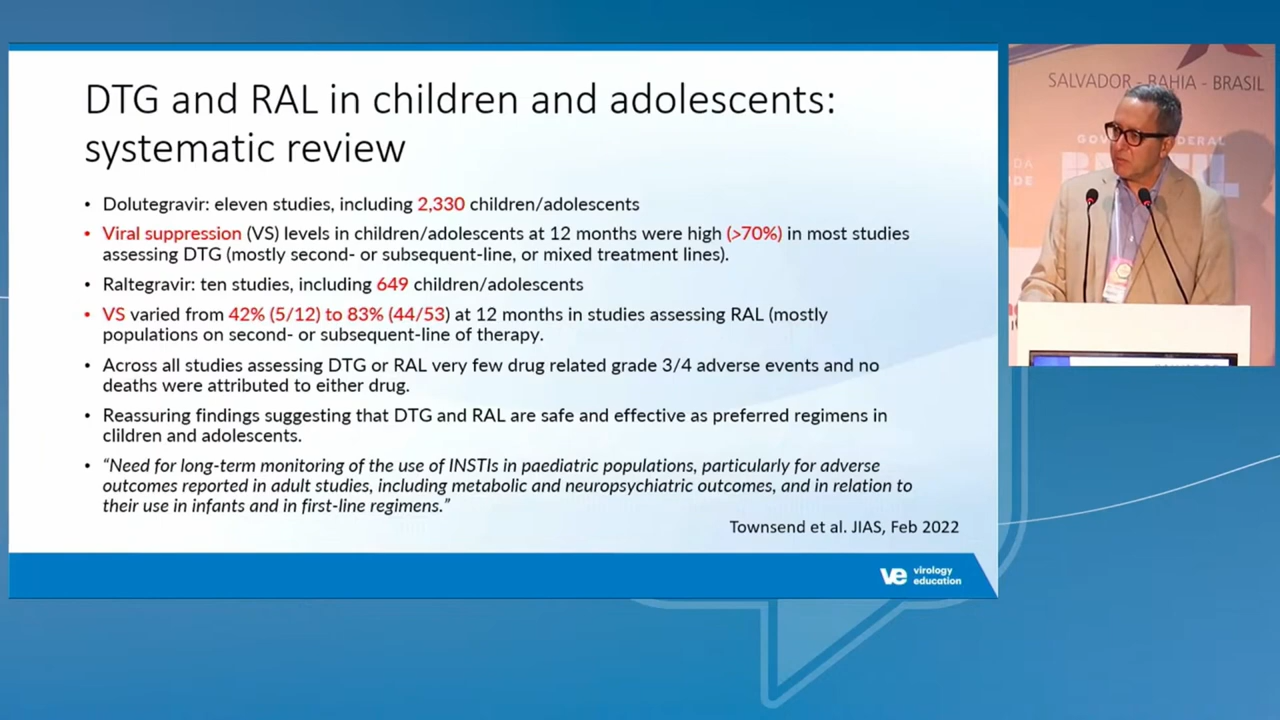 DTG and RAL in children and adolescents:
systematic review
• Dolutegravir: eleven studies, including 2,330 children/adolescents
• Viral suppression (VS) levels in children/adolescents at 12 months were high (>70%) in most studies
assessing DTG (mostly second- or subsequent-line, or mixed treatment lines).
• Raltegravir: ten studies, including 649 children/adolescents
• VS varied from 42% (5/12) to 83% (44/53) at 12 months in studies assessing RAL (mostly
populations on second- or subsequent-line of therapy.
• Across all studies assessing DTG or RAL very few drug related grade 3/4 adverse events and no
deaths were attributed to either drug.
• Reassuring findings suggesting that DTG and RAL are safe and effective as preferred regimens in
clildren and adolescents.
• “Need for long-term monitoring of the use of INSTIs in paediatric populations, particularly for adverse
outcomes reported in adult studies, including metabolic and neuropsychiatric outcomes, and in relation to
their use in infants and in first-line regimens.”
Townsend et al. JIAS, Feb 2022
ve virology
education
SALVADOR - BAHIA - BRASIL